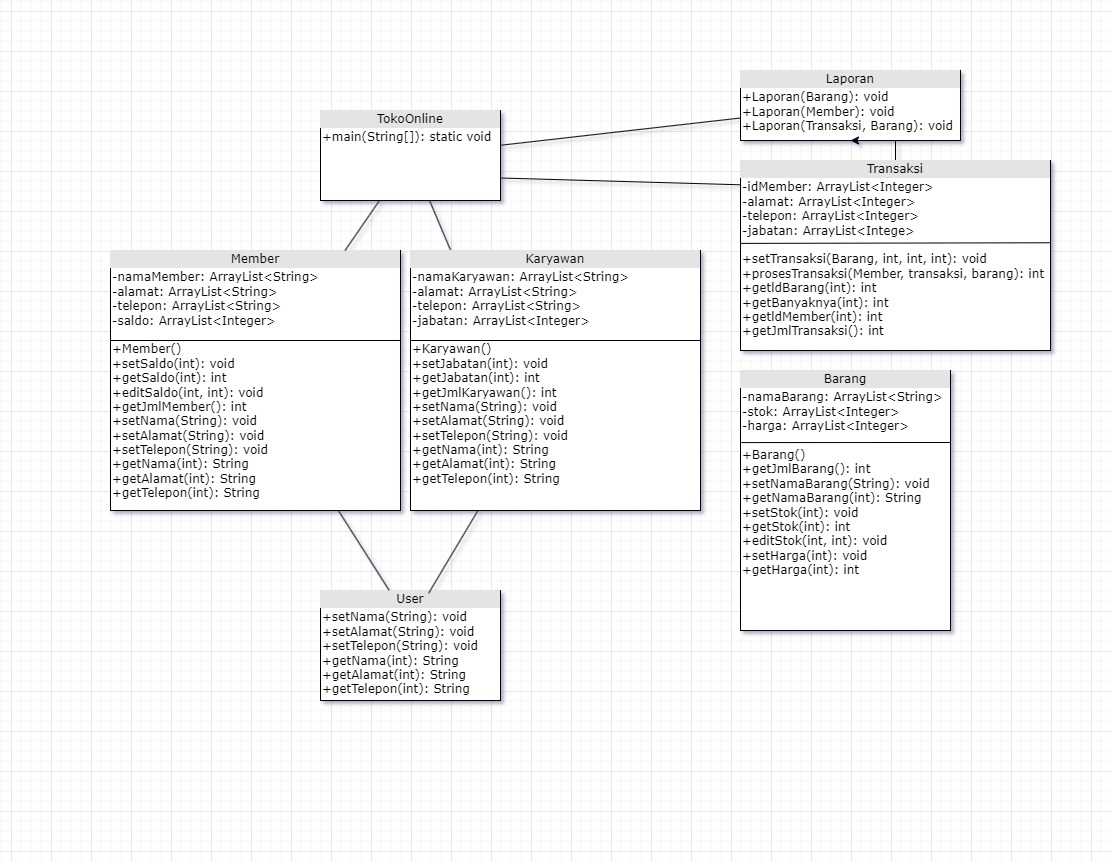 TokoOnline
+main(String[]): static void
Laporan
+Laporan(Barang): void
+Laporan(Member): void
+Laporan(Transaksi, Barang): void
Transaksi
-idMember: ArrayList<Integer>
-alamat: ArrayList<Integer>
-telepon: ArrayList<Integer>
-jabatan: ArrayList<Intege>
+setTransaksi(Barang, int, int, int): void
+prosesTransaksi(Member, transaksi, barang): int
+getIdBarang(int): int
+getBanyaknya(int): int
+getIdMember(int): int
+getJmlTransaksi(): int
Member
-namaMember: ArrayList<String>
-alamat: ArrayList<String>
-telepon: ArrayList<String>
-saldo: ArrayList<Integer>
+Member()
+setSaldo(int): void
+getSaldo(int): int
+editSaldo(int, int): void
+getJmlMember(): int
+setNama(String): void
+setAlamat(String): void
+setTelepon(String): void
+getNama(int): String
+getAlamat(int): String
+getTelepon(int): String
Karyawan
-namaKaryawan: ArrayList<String>
-alamat: ArrayList<String>
-telepon: ArrayList<String>
-jabatan: ArrayList<Integer>
+Karyawan()
+setJabatan(int): void
+getJabatan(int): int
+getJmlKaryawan(): int
+setNama(String): void
+setAlamat(String): void
+setTelepon(String): void
+getNama(int): String
+getAlamat(int): String
+getTelepon(int): String
Barang
-namaBarang: ArrayList<String>
-stok: ArrayList<Integer>
-harga: ArrayList<Integer>
+Barang()
+getJmlBarang(): int
+setNamaBarang(String): void
+getNamaBarang(int): String
+setStok(int): void
+getStok(int): int
+editStok(int, int): void
+setHarga(int): void
+getHarga(int): int
User
+setNama(String): void
+setAlamat(String): void
+setTelepon(String): void
+getNama(int): String
+getAlamat(int): String
+getTelepon(int): String